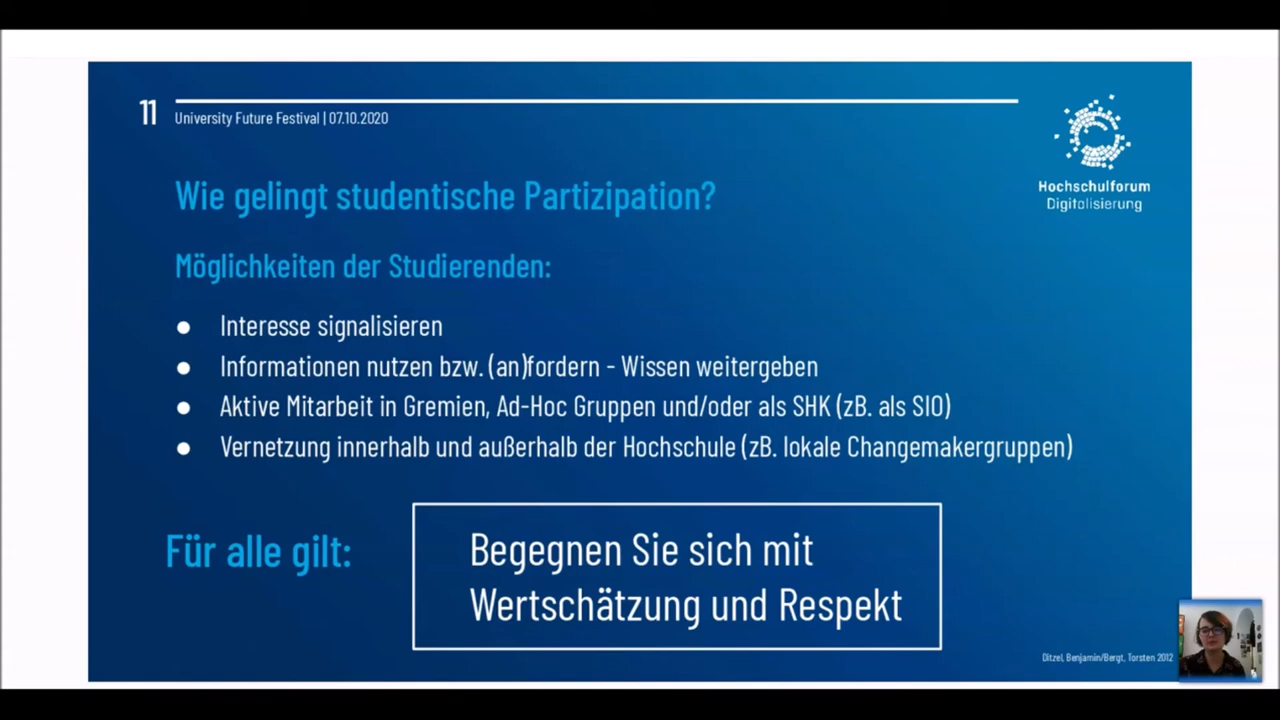 11
University Future Festival | 07.10.2020
Hochschulforum
Digitalisierung
Wie gelingt studentische Partizipation?
Möglichkeiten der Studierenden:
● Interesse signalisieren
● Informationen nutzen bzw. (an)fordern - Wissen weitergeben
● Aktive Mitarbeit in Gremien, Ad-Hoc Gruppen und/oder als SHK (zB. als SIO)
● Vernetzung innerhalb und außerhalb der Hochschule (zB. lokale Changemakergruppen)
Für alle gilt:
Begegnen Sie sich mit
Wertschätzung und Respekt
Ditzel, Benjamin/Bergt, Torsten 2012